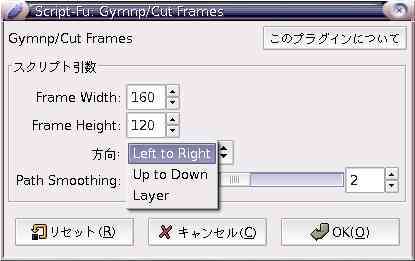 Script-Fu: Gymnp/Cut Frames
Gymnp/Cut Frames
このプラグインについて
スクリプト引数
Frame Width: 160
Frame Height: 120
方向: Left to Right
Up to Down
Layer
Path Smoothing: 2
リセット(R)
キャンセル(C)
OK(O)